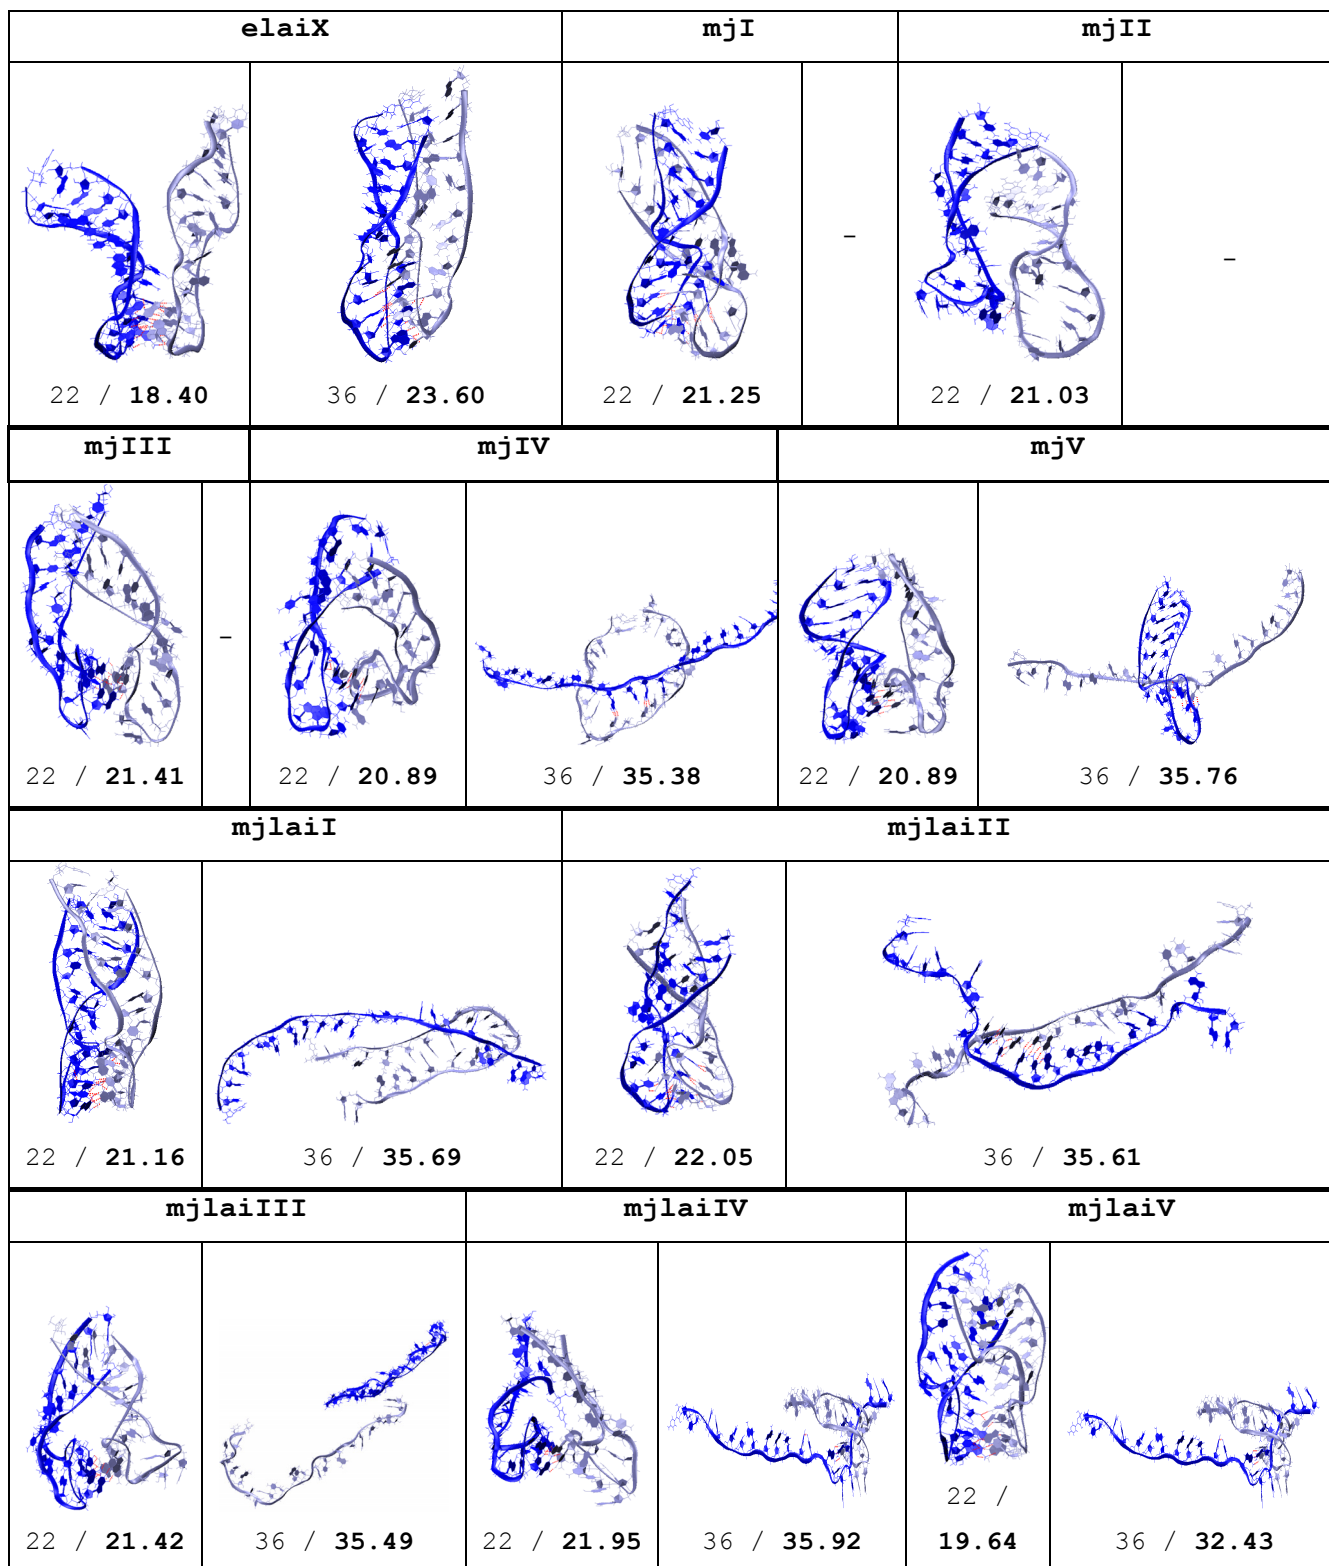 elaiX mjI mjII
- -
22 / 18.40 36 / 23.60 22 / 21.25 22 / 21.03
mjIII mjIV mjV
-
22 / 21.41 22 / 20.89 36 / 35.38 22 / 20.89 36 / 35.76
mjlaiI mjlaiII
22 / 21.16 36 / 35.69 22 / 22.05 36 / 35.61
mjlaiIII mjlaiIV mjlaiV
22 /
22 / 21.42 36 / 35.49 22 / 21.95 36 / 35.92 19.64 36 / 32.43